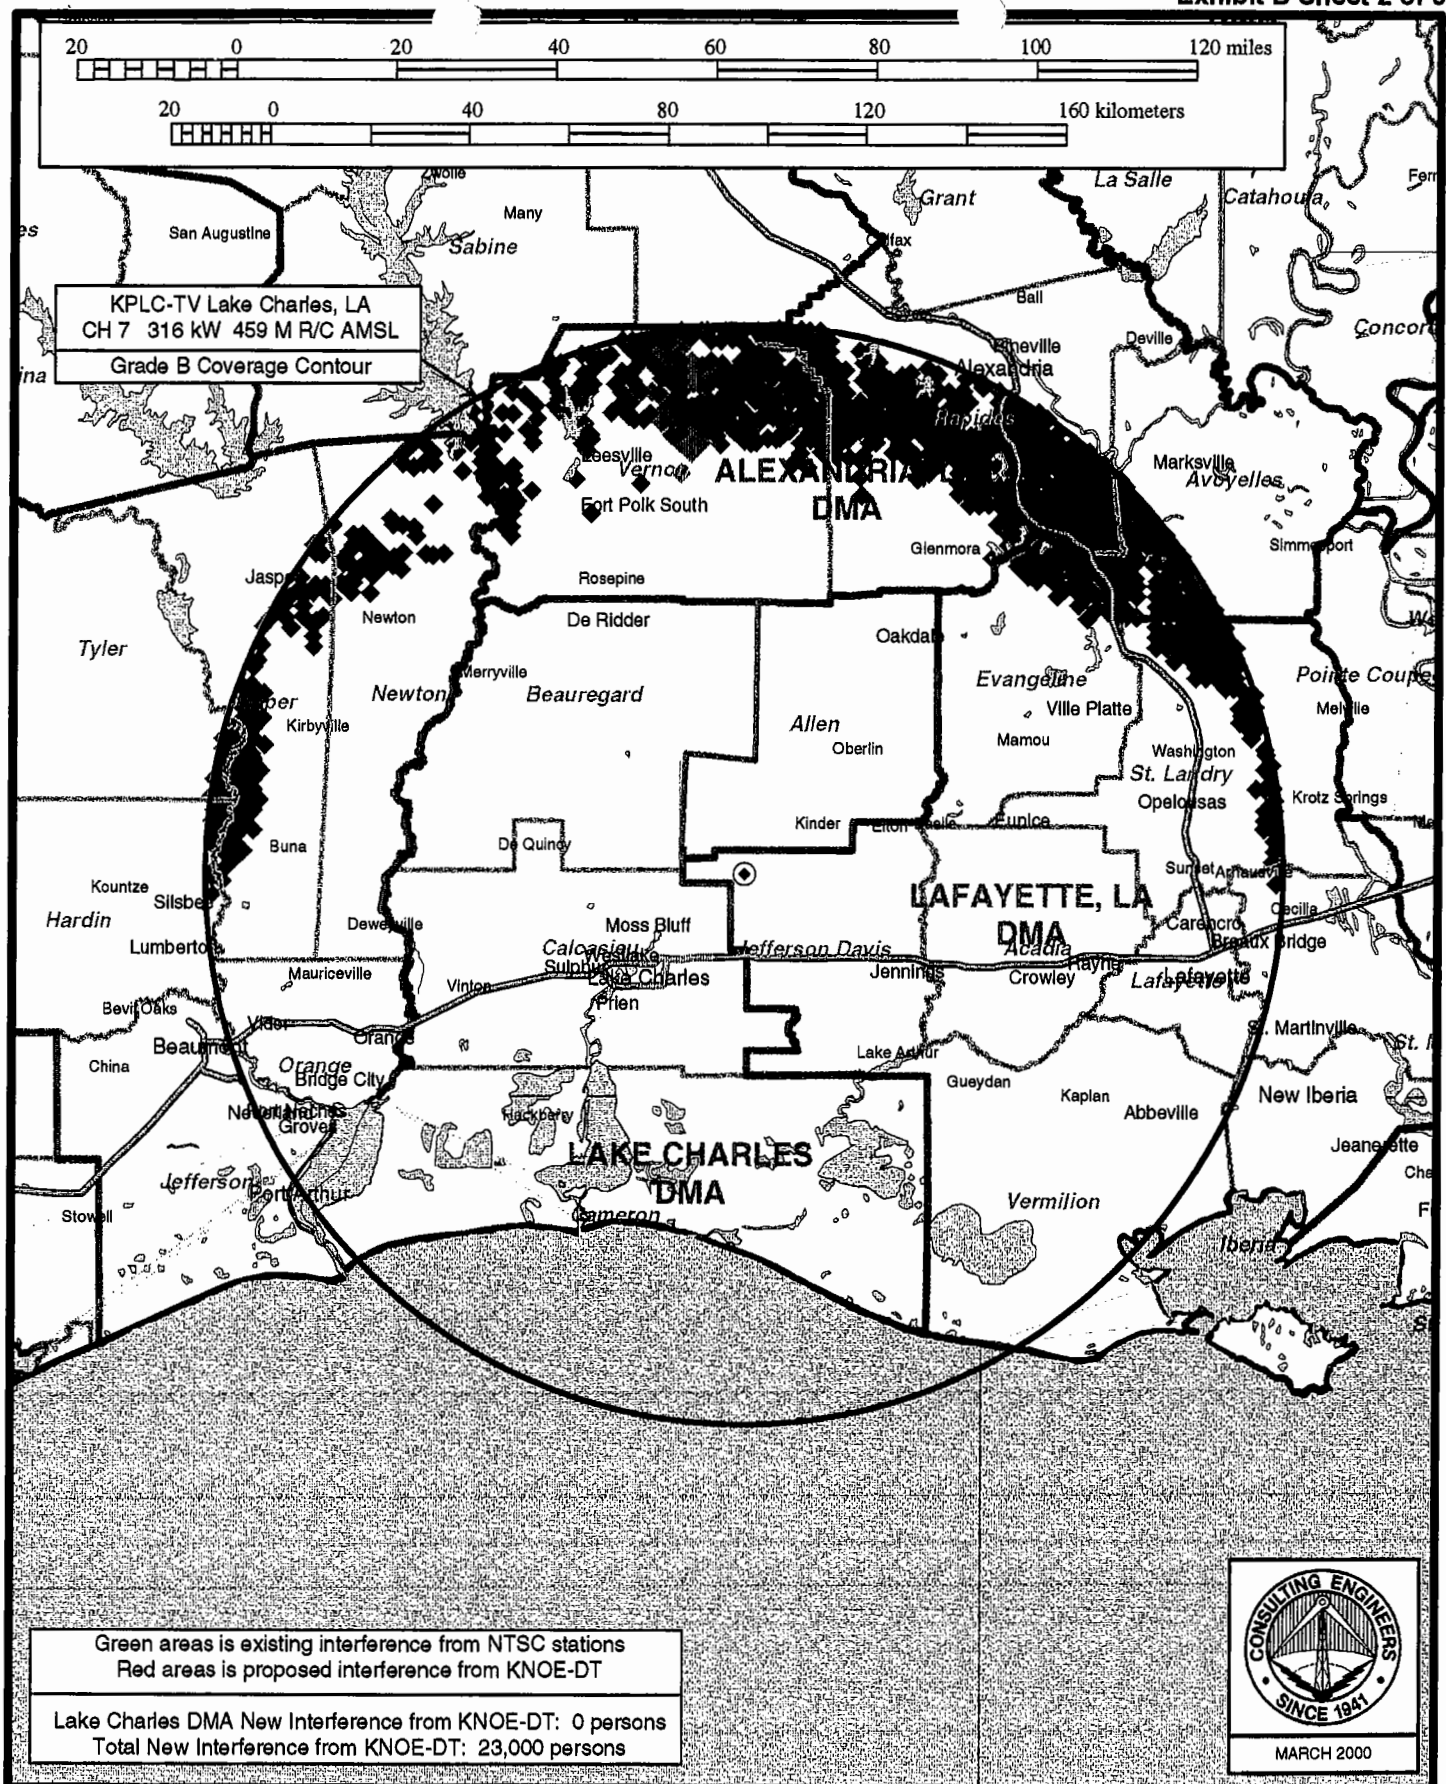 20 0 20 40 60 80 100 120 miles
20 0 40 80 120 160 kilometers
Grant
La Salle
Catahoula
Many
San Augustine
Sabine
KPLC-TV Lake Charles, LA
CH 7 316 kW 459 M R/C AMSL
Grade B Coverage Contour
Ball
Deville
Pineville
Alexandria
Rapides
Leesville
Vernon
ALEXANDRIA
DMA
Marksville
Avoyelles
Fort Polk South
Glenmora
Simmesport
Rosepine
Newton
De Ridder
Oakdale
Tyler
Merryville
Newton
Beauregard
Evangeline
Pointe Coupee
Kirbyville
Ville Platte
Melville
Allen
Oberlin
Mamou
Washington
St. Landry
Opelousas
Krotz Springs
Kinder
Elton
Eunice
Buna
De Quincy
Kountze
Silsbee
Sunset
Arnaudville
LAFAYETTE, LA
DMA
Cecilia
Hardin
Deweyville
Moss Bluff
Carencro
Lumberton
Calcasieu
Jefferson Davis
Acadia
Breaux Bridge
Westlake
Sulphur
Lake Charles
Mauriceville
Jennings
Rayne
Crowley
Lafayette
Lafayette
Vinton
Prien
Bevil Oaks
Vidor
Orange
St. Martinville
Beaumont
China
Orange
Bridge City
Lake Arthur
Gueydan
Kaplan
Abbeville
New Iberia
Hackberry
Groves
LAKE CHARLES
DMA
Jeanerette
Jefferson
Port Arthur
Vermilion
Stowell
Cameron
Iberia
Green areas is existing interference from NTSC stations
Red areas is proposed interference from KNOE-DT
Lake Charles DMA New Interference from KNOE-DT: 0 persons
Total New Interference from KNOE-DT: 23,000 persons
CONSULTING ENGINEERS
• SINCE 1941 •
MARCH 2000